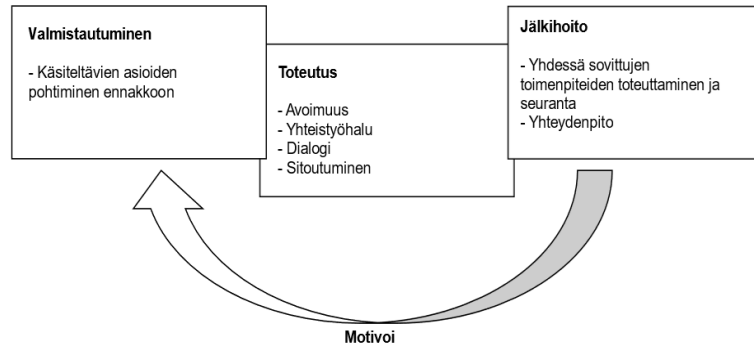 Valmistautuminen
- Käsiteltävien asioiden
pohtiminen ennakkoon
Toteutus
- Avoimuus
- Yhteistyöhalu
- Dialogi
- Sitoutuminen
Jälkihoito
- Yhdessä sovittujen
toimenpiteiden toteuttaminen ja
seuranta
- Yhteydenpito
Motivoi